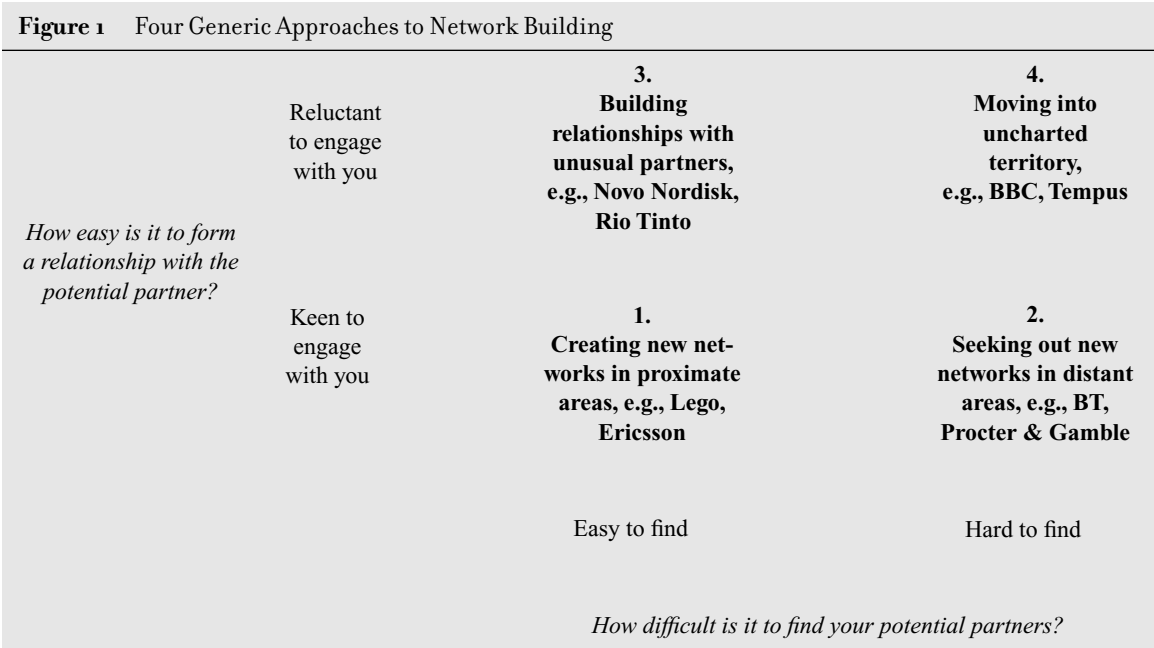 Figure 1 Four Generic Approaches to Network Building
Reluctant
to engage
with you
3.
Building
relationships with
unusual partners,
e.g., Novo Nordisk,
Rio Tinto
4.
Moving into
uncharted
territory,
e.g., BBC, Tempus
How easy is it to form
a relationship with the
potential partner?
Keen to
engage
with you
1.
Creating new net-
works in proximate
areas, e.g., Lego,
Ericsson
2.
Seeking out new
networks in distant
areas, e.g., BT,
Procter & Gamble
Easy to find
Hard to find
How difficult is it to find your potential partners?